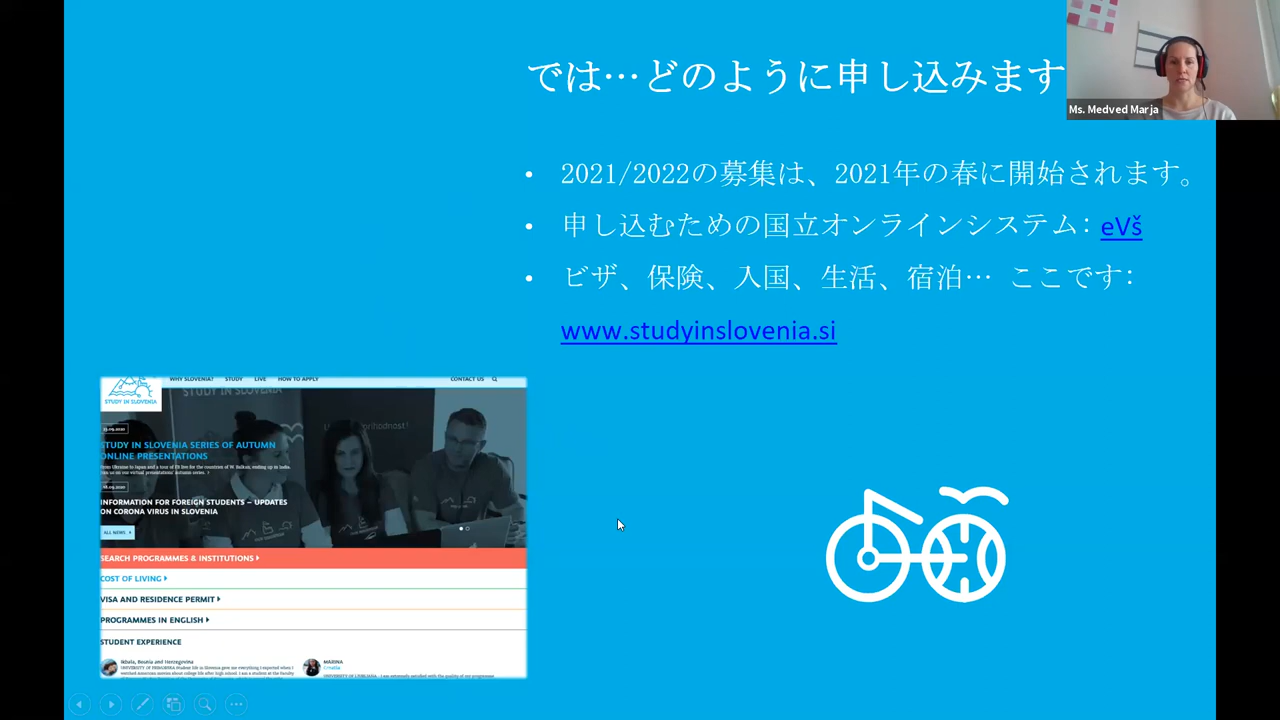 では…どのように申し込みます
Ms. Medved Marja
• 2021/2022の募集は、2021年の春に開始されます。
• 申し込むための国立オンラインシステム: eVš
• ビザ、保険、入国、生活、宿泊… ここです:
www.studyinslovenia.si
WHY SLOVENIA? STUDY LIVE HOW TO APPLY CONTACT US
STUDY IN SLOVENIA
STUDY IN SLOVENIA SERIES OF AUTUMN
ONLINE PRESENTATIONS
INFORMATION FOR FOREIGN STUDENTS – UPDATES
ON CORONA VIRUS IN SLOVENIA
ALL NEWS
SEARCH PROGRAMMES & INSTITUTIONS
COST OF LIVING
VISA AND RESIDENCE PERMIT
PROGRAMMES IN ENGLISH
STUDENT EXPERIENCE
MARINA
Croatia